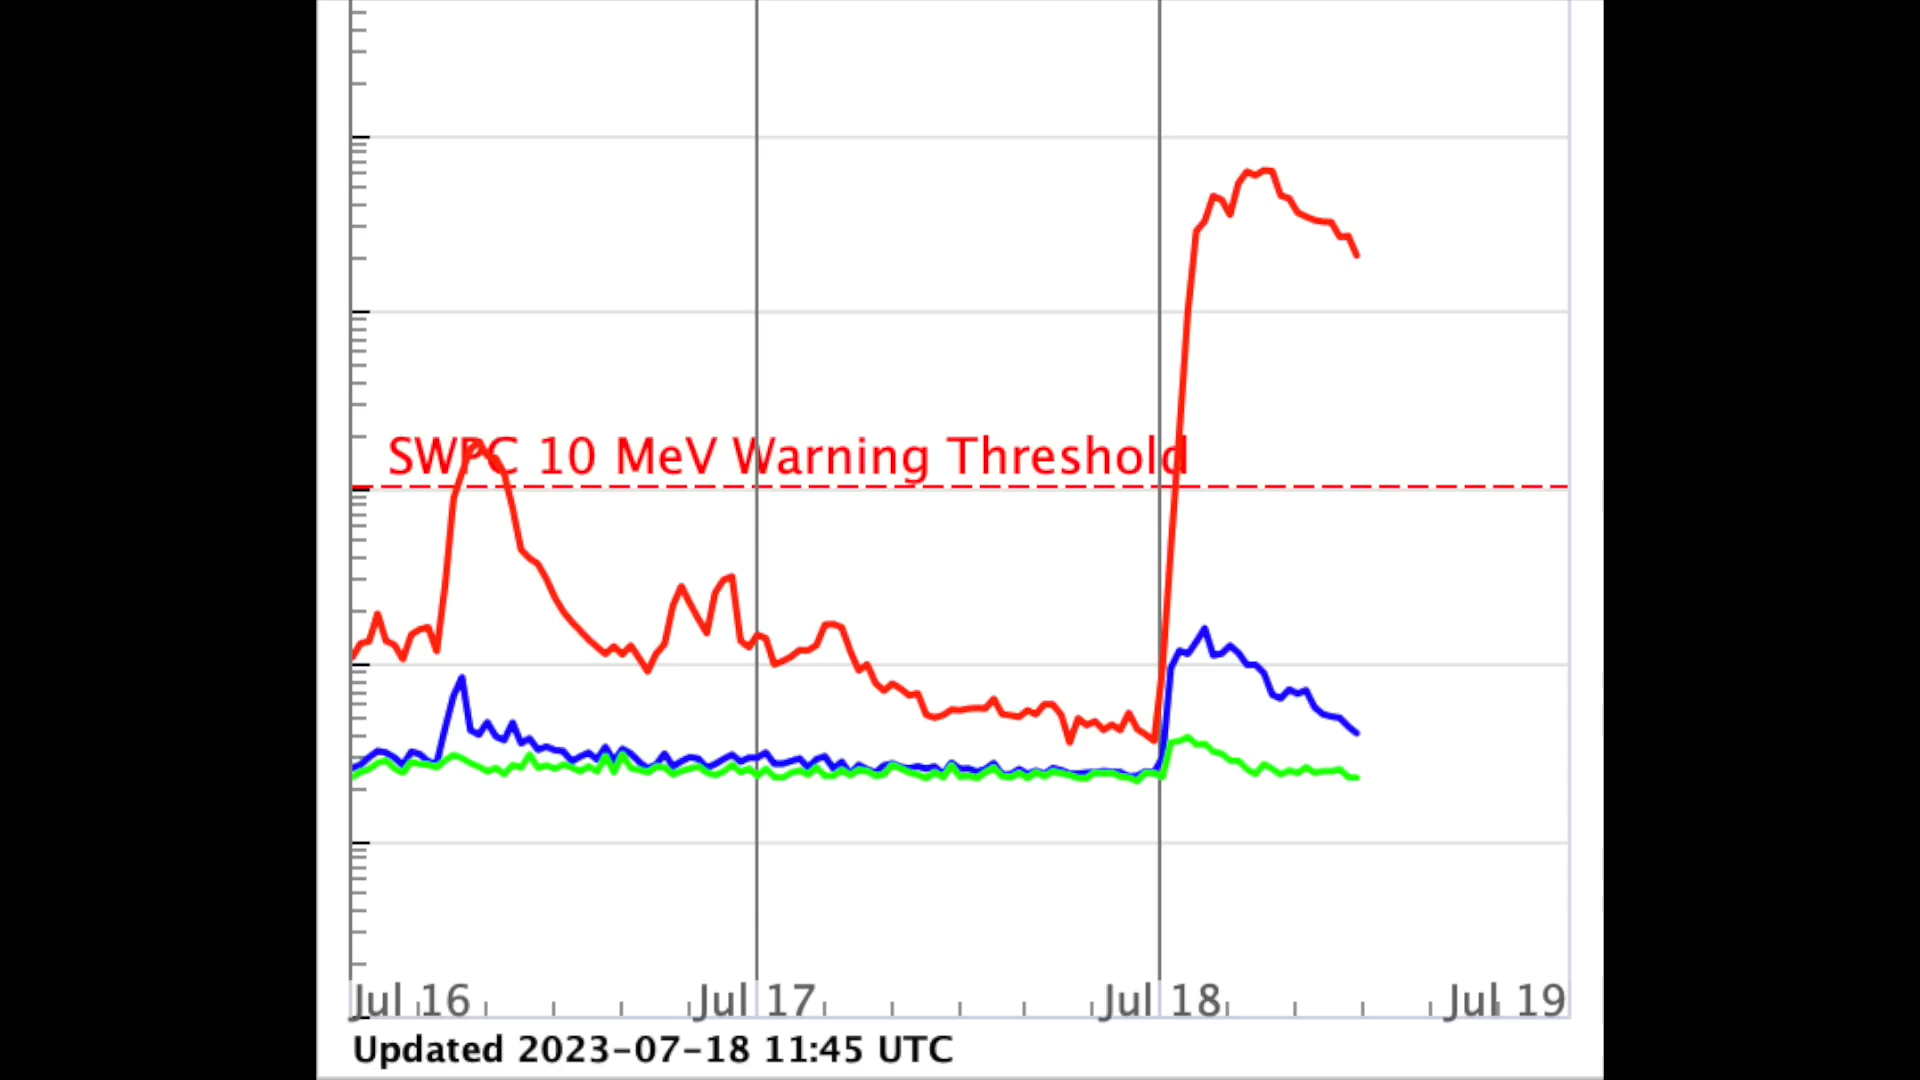 SWPC 10 MeV Warning Threshold
Jul 16 Jul 17 Jul 18 Jul 19
Updated 2023-07-18 11:45 UTC